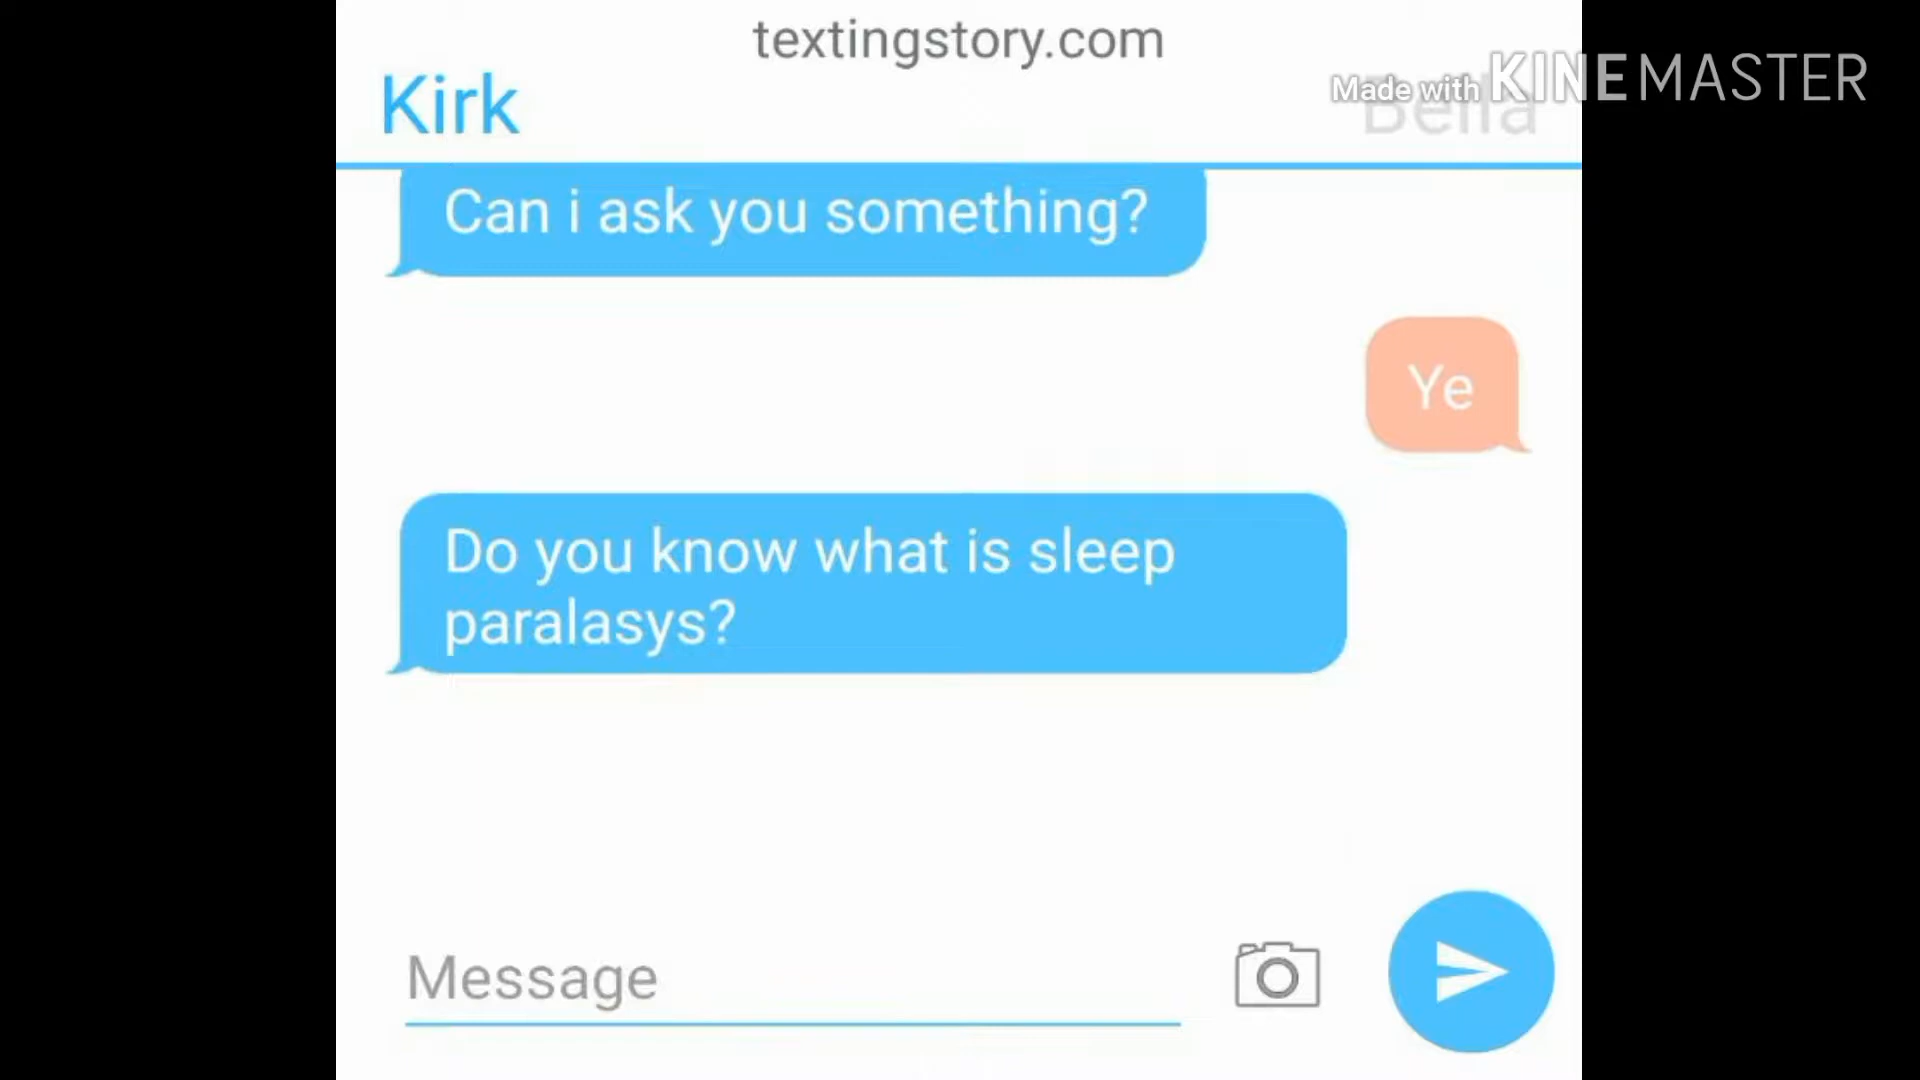 textingstory.com
Made with KINEMASTER
Kirk
Bella
Can i ask you something?
Ye
Do you know what is sleep
paralasys?
Message